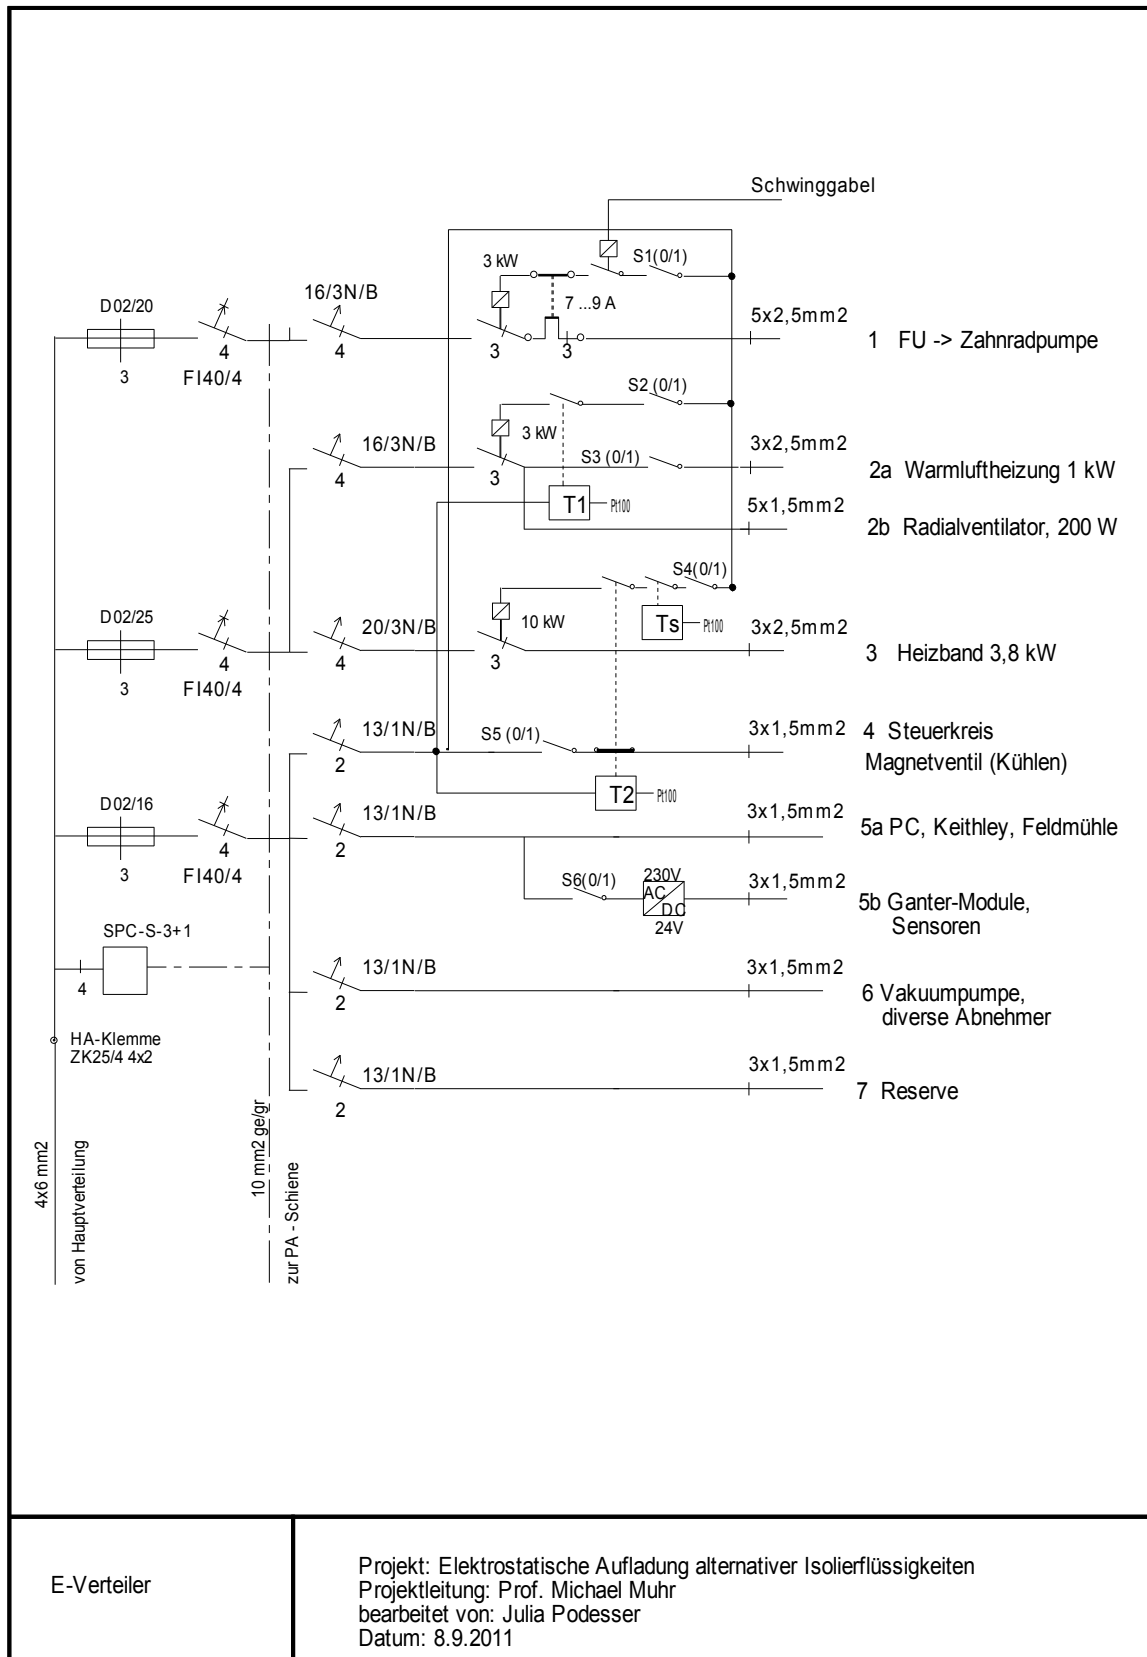 Schwinggabel
3 kW
S1(0/1)
D02/20
16/3N/B
7 ...9 A
5x2,5mm2
4
4
3
3
1 FU -> Zahnradpumpe
3
FI40/4
S2 (0/1)
16/3N/B
3 kW
S3 (0/1)
3x2,5mm2
4
3
2a Warmluftheizung 1 kW
T1
Pt100
5x1,5mm2
2b Radialventilator, 200 W
S4(0/1)
D02/25
20/3N/B
10 kW
Ts
Pt100
3x2,5mm2
4
4
3
3 Heizband 3,8 kW
3
FI40/4
13/1N/B
S5 (0/1)
3x1,5mm2
4 Steuerkreis
2
Magnetventil (Kühlen)
T2
Pt100
D02/16
13/1N/B
3x1,5mm2
4
2
5a PC, Keithley, Feldmühle
3
FI40/4
S6(0/1)
230V
AC
DC
24V
3x1,5mm2
5b Ganter-Module,
Sensoren
SPC-S-3+1
4
13/1N/B
3x1,5mm2
2
6 Vakuumpumpe,
diverse Abnehmer
HA-Klemme
ZK25/4 4x2
13/1N/B
3x1,5mm2
2
7 Reserve
4x6 mm2
von Hauptverteilung
10 mm2 ge/gr
zur PA - Schiene
E-Verteiler
Projekt: Elektrostatische Aufladung alternativer Isolierflüssigkeiten
Projektleitung: Prof. Michael Muhr
bearbeitet von: Julia Podesser
Datum: 8.9.2011